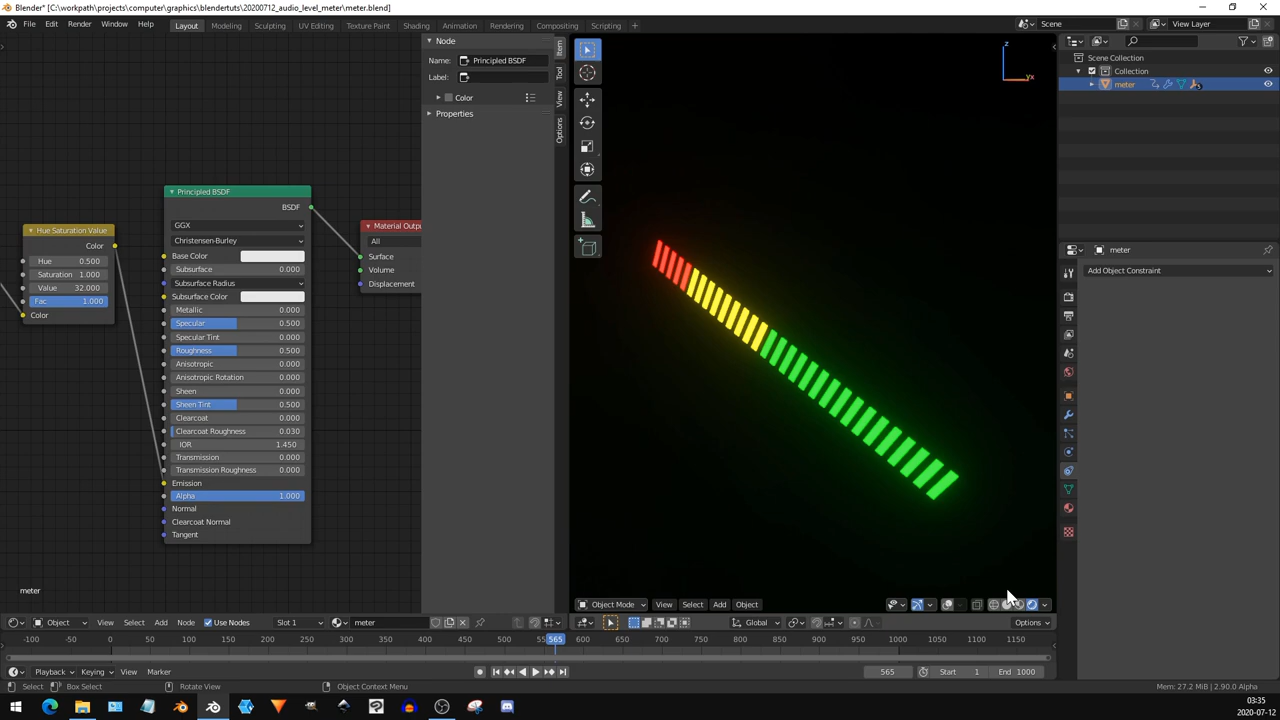 Blender* [C:\workpath\projects\computer\graphics\blendertuts\20200712_audio_level_meter\meter.blend]
File Edit Render Window Help Layout Modeling Sculpting UV Editing Texture Paint Shading Animation Rendering Compositing Scripting + Scene View Layer
Node
Name: Principled BSDF
Label:
Color
Properties
Item
Tool
View
Options
Principled BSDF
BSDF
GGX
Christensen-Burley
Base Color
Subsurface 0.000
Subsurface Radius
Subsurface Color
Metallic 0.000
Specular 0.500
Specular Tint 0.000
Roughness 0.500
Anisotropic 0.000
Anisotropic Rotation 0.000
Sheen 0.000
Sheen Tint 0.500
Clearcoat 0.000
Clearcoat Roughness 0.030
IOR 1.450
Transmission 0.000
Transmission Roughness 0.000
Emission
Alpha 1.000
Normal
Clearcoat Normal
Tangent
Hue Saturation Value
Color
Hue 0.500
Saturation 1.000
Value 32.000
Fac 1.000
Color
Material Outpu
All
Surface
Volume
Displacement
meter
z
yx
Scene Collection
Collection
meter
5
meter
Add Object Constraint
Object Mode View Select Add Object
Object View Select Add Node Use Nodes Slot 1 meter
Global Options
-100 -50 0 50 100 150 200 250 300 350 400 450 500 565 600 650 700 750 800 850 900 950 1000 1050 1100 1150
Playback Keying View Marker 565 Start 1 End 1000
Select Box Select Rotate View Object Context Menu Mem: 27.2 MiB | 2.90.0 Alpha
03:35
2020-07-12